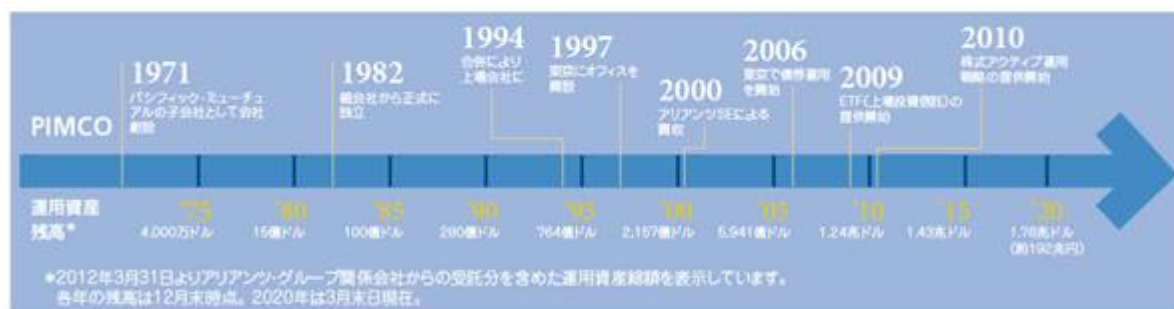 1971
パシフィック・ミューチュ
アルの子会社として会社
創設
1982
親会社から正式に
独立
1994
合併により
上場会社に
1997
東京にオフィスを
開設
2000
アリアンツSEによる
買収
2006
東京で債券運用
を開始
2009
ETF(上場投資信託)の
提供開始
2010
株式アクティブ運用
戦略の提供開始
PIMCO
運用資産
残高*
'75 '80 '85 '90 '95 '00 '05 '10 '15 '20
4,000万ドル 15億ドル 100億ドル 280億ドル 764億ドル 2,157億ドル 5,941億ドル 1.24兆ドル 1.43兆ドル 1.78兆ドル
(約192兆円)
*2012年3月31日よりアリアンツ・グループ関係会社からの受託分を含めた運用資産総額を表示しています。
各年の残高は12月末時点。2020年は3月末日現在。